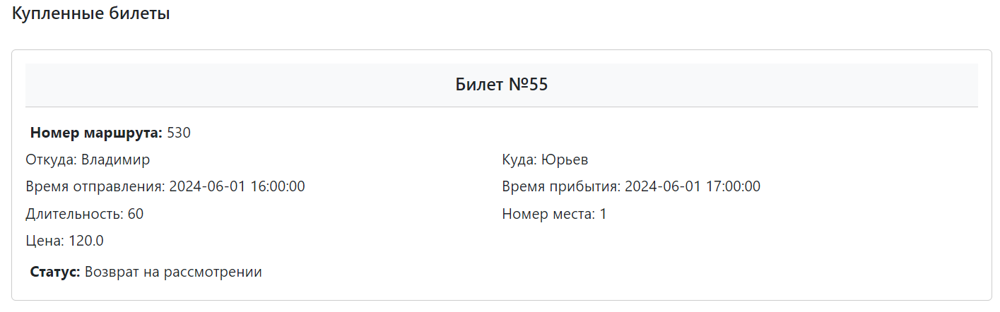 Купленные билеты
Билет №55
Номер маршрута: 530
Откуда: Владимир
Куда: Юрьев
Время отправления: 2024-06-01 16:00:00
Время прибытия: 2024-06-01 17:00:00
Длительность: 60
Номер места: 1
Цена: 120.0
Статус: Возврат на рассмотрении